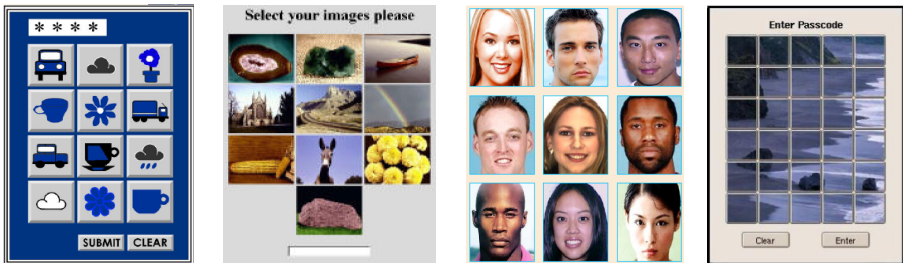 * * * *
SUBMIT CLEAR
Select your images please
Enter Passcode
Clear Enter